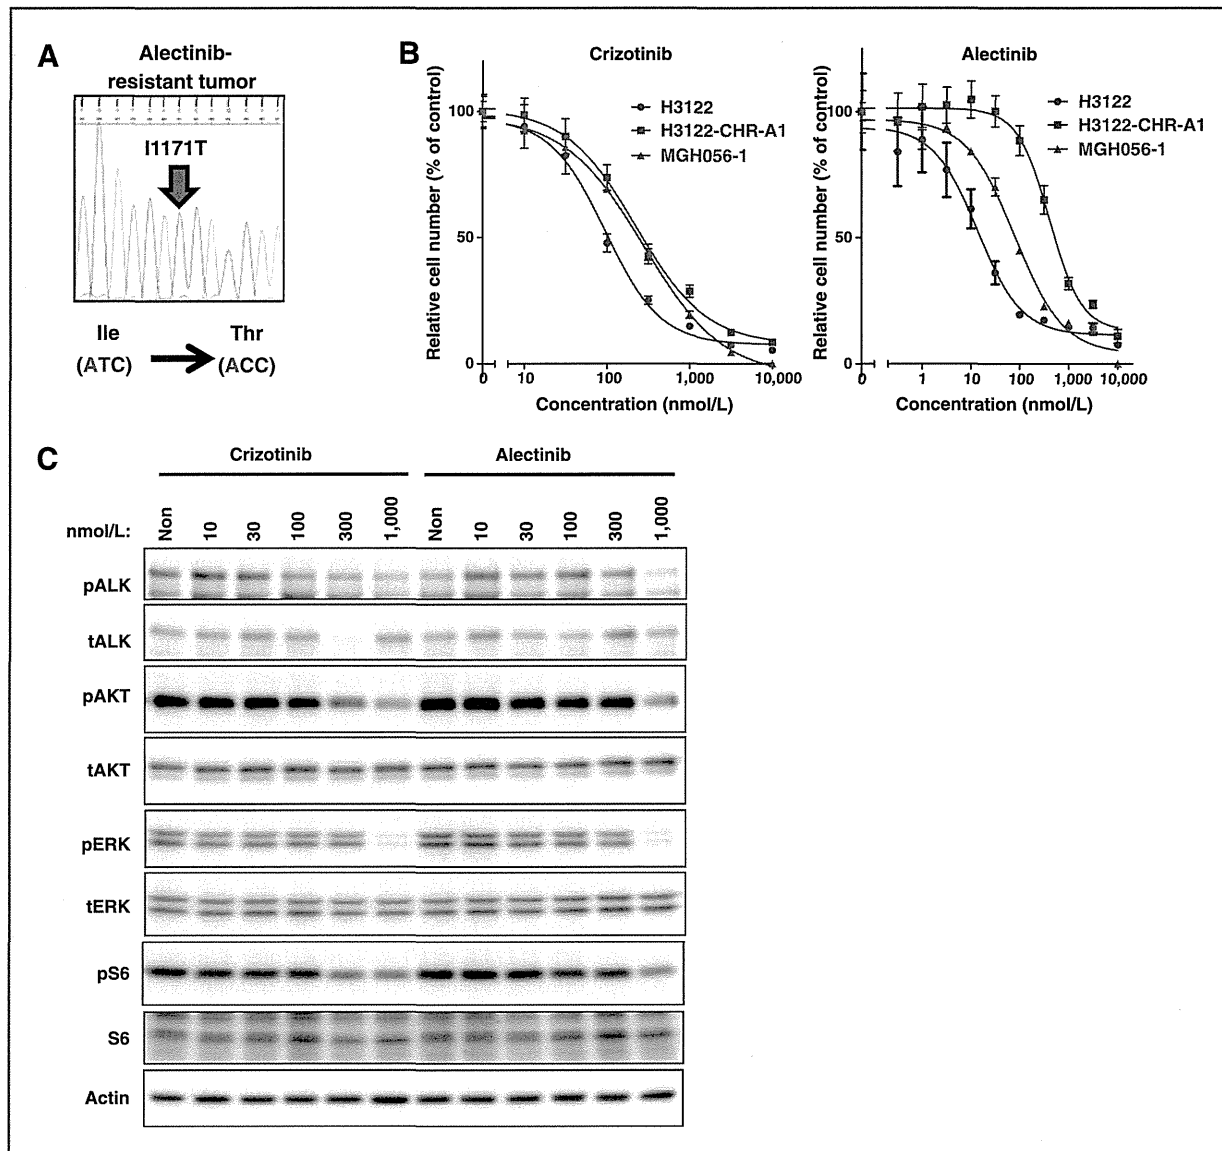 A
Alectinib-
resistant tumor
I1171T
Ile Thr
(ATC) (ACC)
B
Crizotinib
Relative cell number (% of control)
100
50
0
H3122
H3122-CHR-A1
MGH056-1
0 10 100 1,000 10,000
Concentration (nmol/L)
Alectinib
Relative cell number (% of control)
100
50
0
H3122
H3122-CHR-A1
MGH056-1
0 1 10 100 1,000 10,000
Concentration (nmol/L)
C
Crizotinib Alectinib
nmol/L: Non 10 30 100 300 1,000 Non 10 30 100 300 1,000
pALK
tALK
pAKT
tAKT
pERK
tERK
pS6
S6
Actin